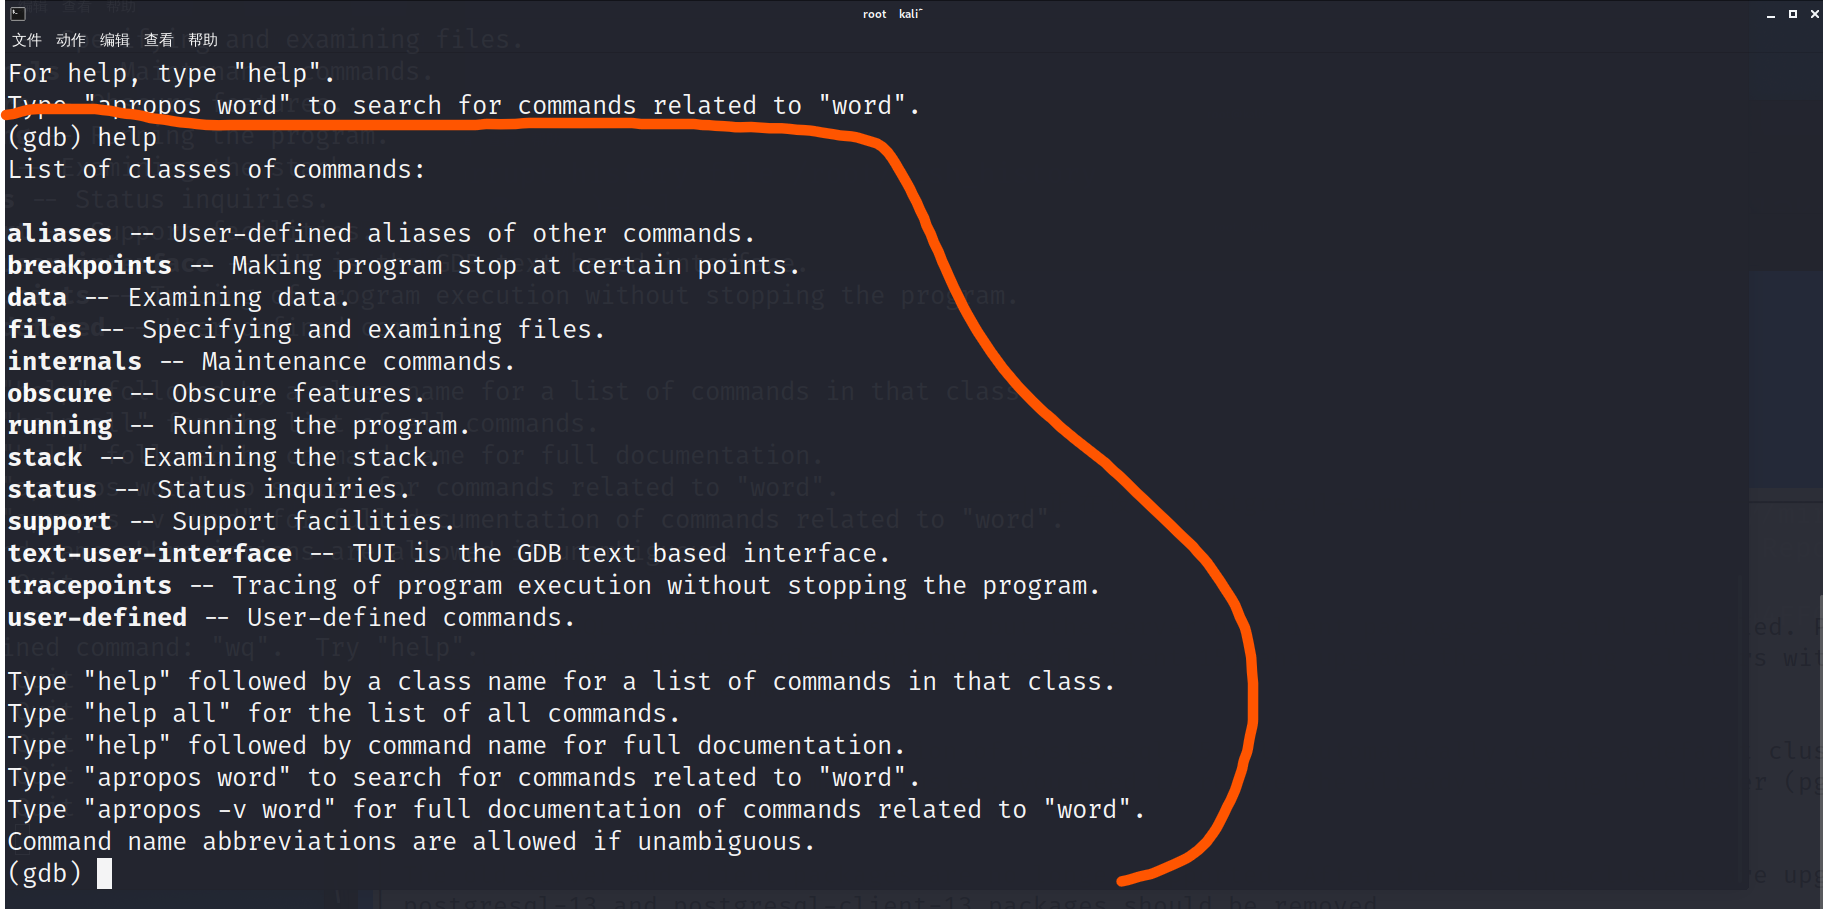 root kali~
文件 动作 编辑 查看 帮助
For help, type "help".
Type "apropos word" to search for commands related to "word".
(gdb) help
List of classes of commands:
aliases -- User-defined aliases of other commands.
breakpoints -- Making program stop at certain points.
data -- Examining data.
files -- Specifying and examining files.
internals -- Maintenance commands.
obscure -- Obscure features.
running -- Running the program.
stack -- Examining the stack.
status -- Status inquiries.
support -- Support facilities.
text-user-interface -- TUI is the GDB text based interface.
tracepoints -- Tracing of program execution without stopping the program.
user-defined -- User-defined commands.
Type "help" followed by a class name for a list of commands in that class.
Type "help all" for the list of all commands.
Type "help" followed by command name for full documentation.
Type "apropos word" to search for commands related to "word".
Type "apropos -v word" for full documentation of commands related to "word".
Command name abbreviations are allowed if unambiguous.
(gdb)